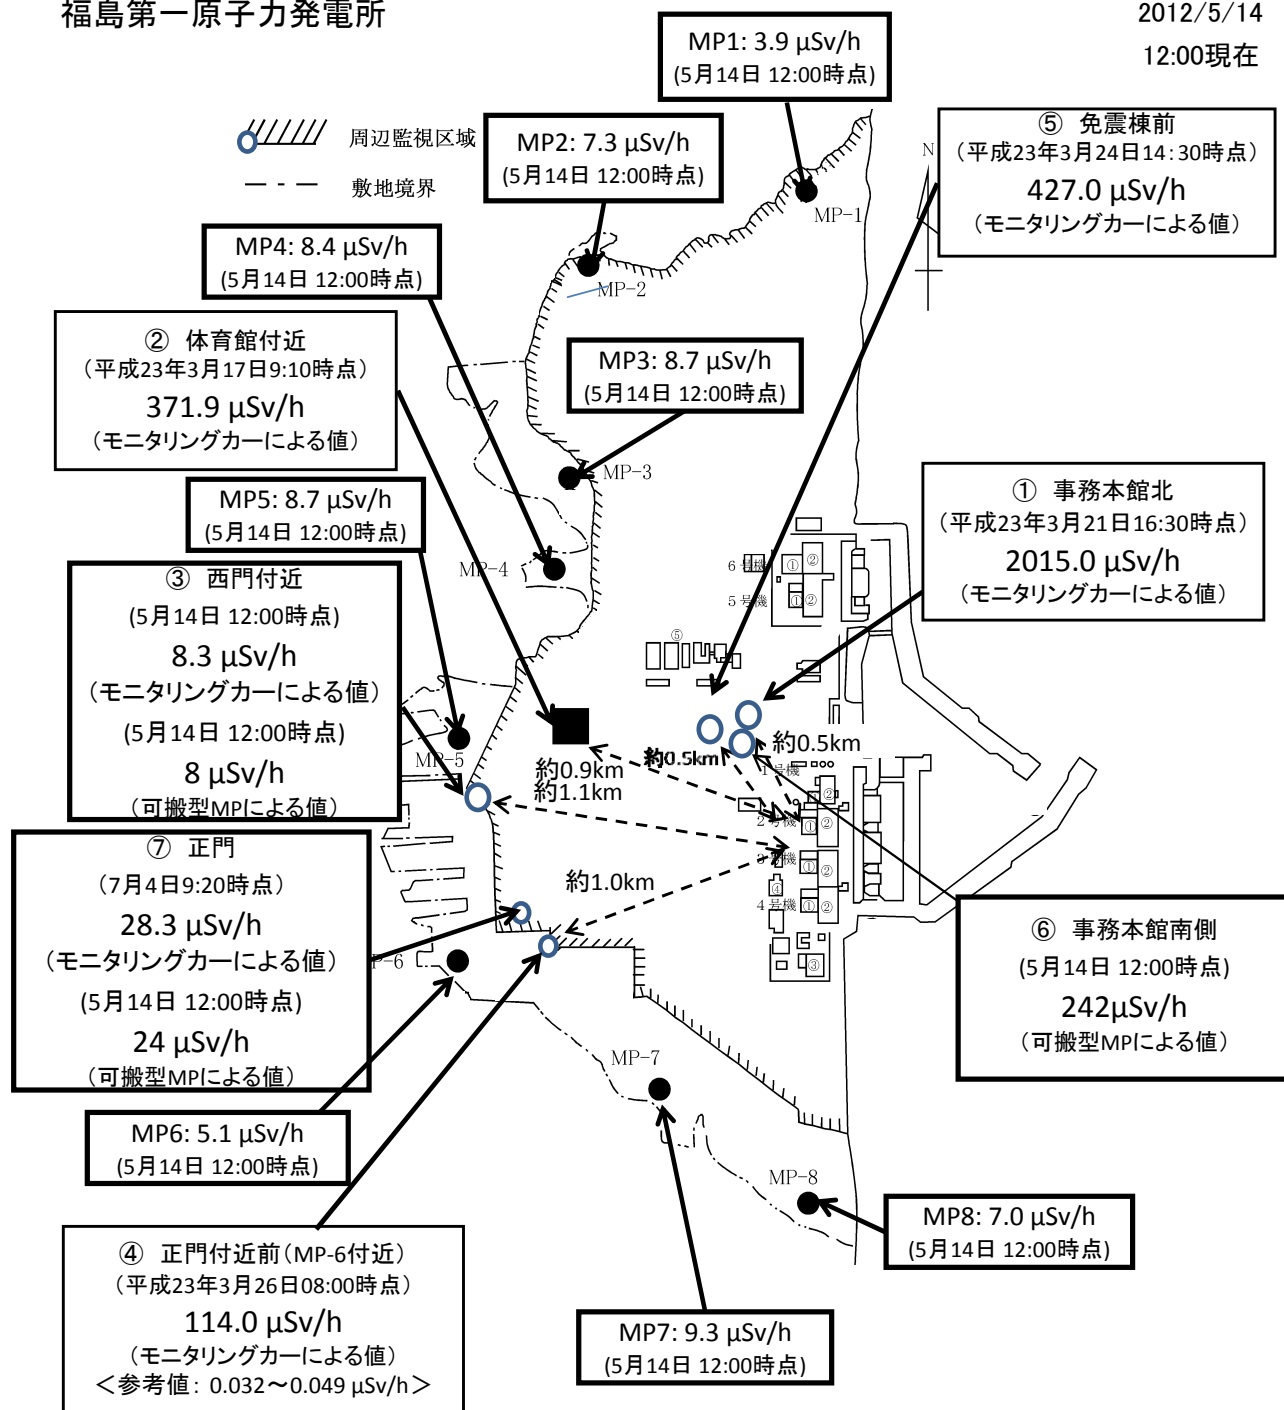 福島第一原子力発電所
2012/5/14
12:00現在
周辺監視区域
敷地境界
MP1: 3.9 μSv/h
(5月14日 12:00時点)
MP2: 7.3 μSv/h
(5月14日 12:00時点)
⑤ 免震棟前
(平成23年3月24日14:30時点)
427.0 μSv/h
(モニタリングカーによる値)
N
MP-1
MP4: 8.4 μSv/h
(5月14日 12:00時点)
MP-2
② 体育館付近
(平成23年3月17日9:10時点)
371.9 μSv/h
(モニタリングカーによる値)
MP3: 8.7 μSv/h
(5月14日 12:00時点)
MP-3
MP5: 8.7 μSv/h
(5月14日 12:00時点)
① 事務本館北
(平成23年3月21日16:30時点)
2015.0 μSv/h
(モニタリングカーによる値)
MP-4
6号機
① ②
5号機
① ②
⑤
③ 西門付近
(5月14日 12:00時点)
8.3 μSv/h
(モニタリングカーによる値)
(5月14日 12:00時点)
8 μSv/h
(可搬型MPによる値)
MP-5
約0.9km
約1.1km
約0.5km
約0.5km
1号機
① ②
2号機
① ②
3号機
① ②
④
4号機
① ②
③
約1.0km
⑦ 正門
(7月4日9:20時点)
28.3 μSv/h
(モニタリングカーによる値)
(5月14日 12:00時点)
24 μSv/h
(可搬型MPによる値)
P-6
⑥ 事務本館南側
(5月14日 12:00時点)
242μSv/h
(可搬型MPによる値)
MP-7
MP6: 5.1 μSv/h
(5月14日 12:00時点)
MP-8
MP8: 7.0 μSv/h
(5月14日 12:00時点)
④ 正門付近前(MP-6付近)
(平成23年3月26日08:00時点)
114.0 μSv/h
(モニタリングカーによる値)
<参考値: 0.032～0.049 μSv/h>
MP7: 9.3 μSv/h
(5月14日 12:00時点)